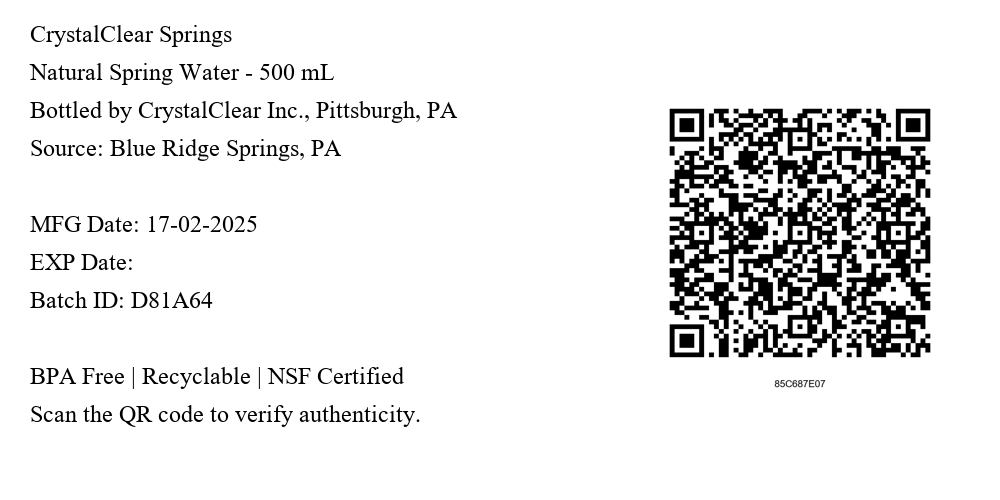 CrystalClear Springs
Natural Spring Water - 500 mL
Bottled by CrystalClear Inc., Pittsburgh, PA
Source: Blue Ridge Springs, PA
MFG Date: 17-02-2025
EXP Date:
Batch ID: D81A64
BPA Free | Recyclable | NSF Certified
Scan the QR code to verify authenticity.
85C687E07